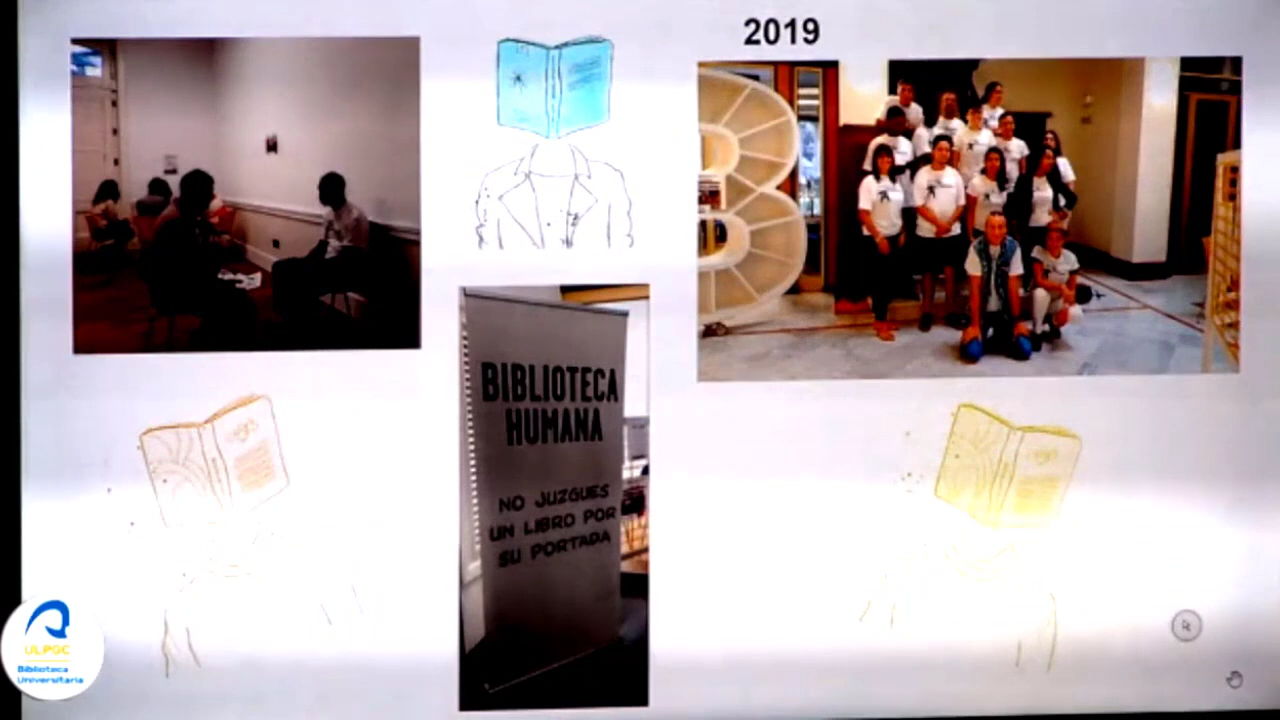 2019
BIBLIOTECA
HUMANA
NO JUZGUES
UN LIBRO POR
SU PORTADA
ULPGC
Biblioteca
Universitaria